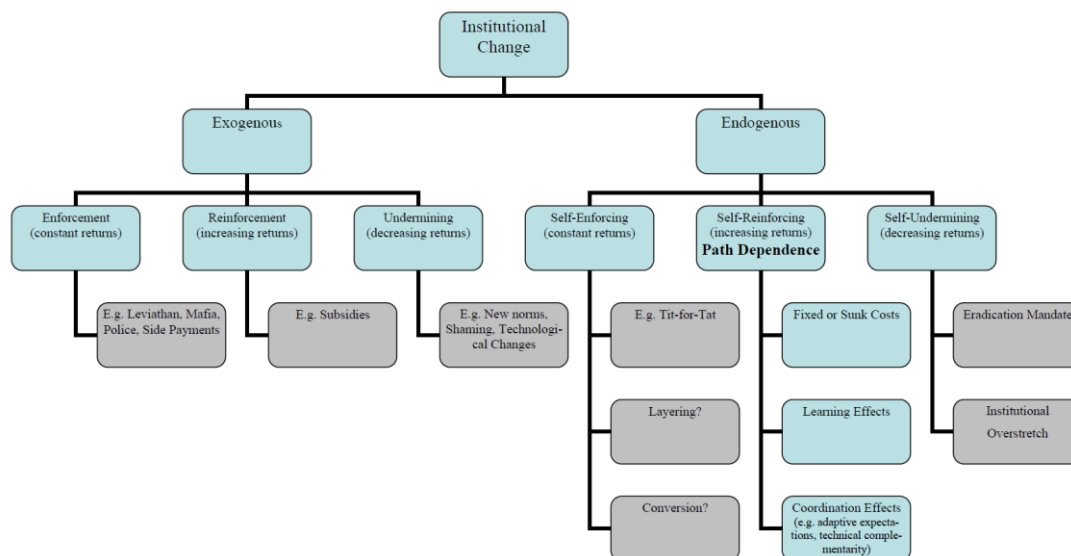 Institutional
Change
Exogenous
Endogenous
Enforcement
(constant returns)
Reinforcement
(increasing returns)
Undermining
(decreasing returns)
Self-Enforcing
(constant returns)
Self-Reinforcing
(increasing returns)
Path Dependence
Self-Undermining
(decreasing returns)
E.g. Leviathan, Mafia,
Police, Side Payments
E.g. Subsidies
E.g. New norms,
Shaming, Technologi-
cal Changes
E.g. Tit-for-Tat
Fixed or Sunk Costs
Eradication Mandate
Layering?
Learning Effects
Institutional
Overstretch
Conversion?
Coordination Effects
(e.g. adaptive expecta-
tions, technical comple-
mentarity)